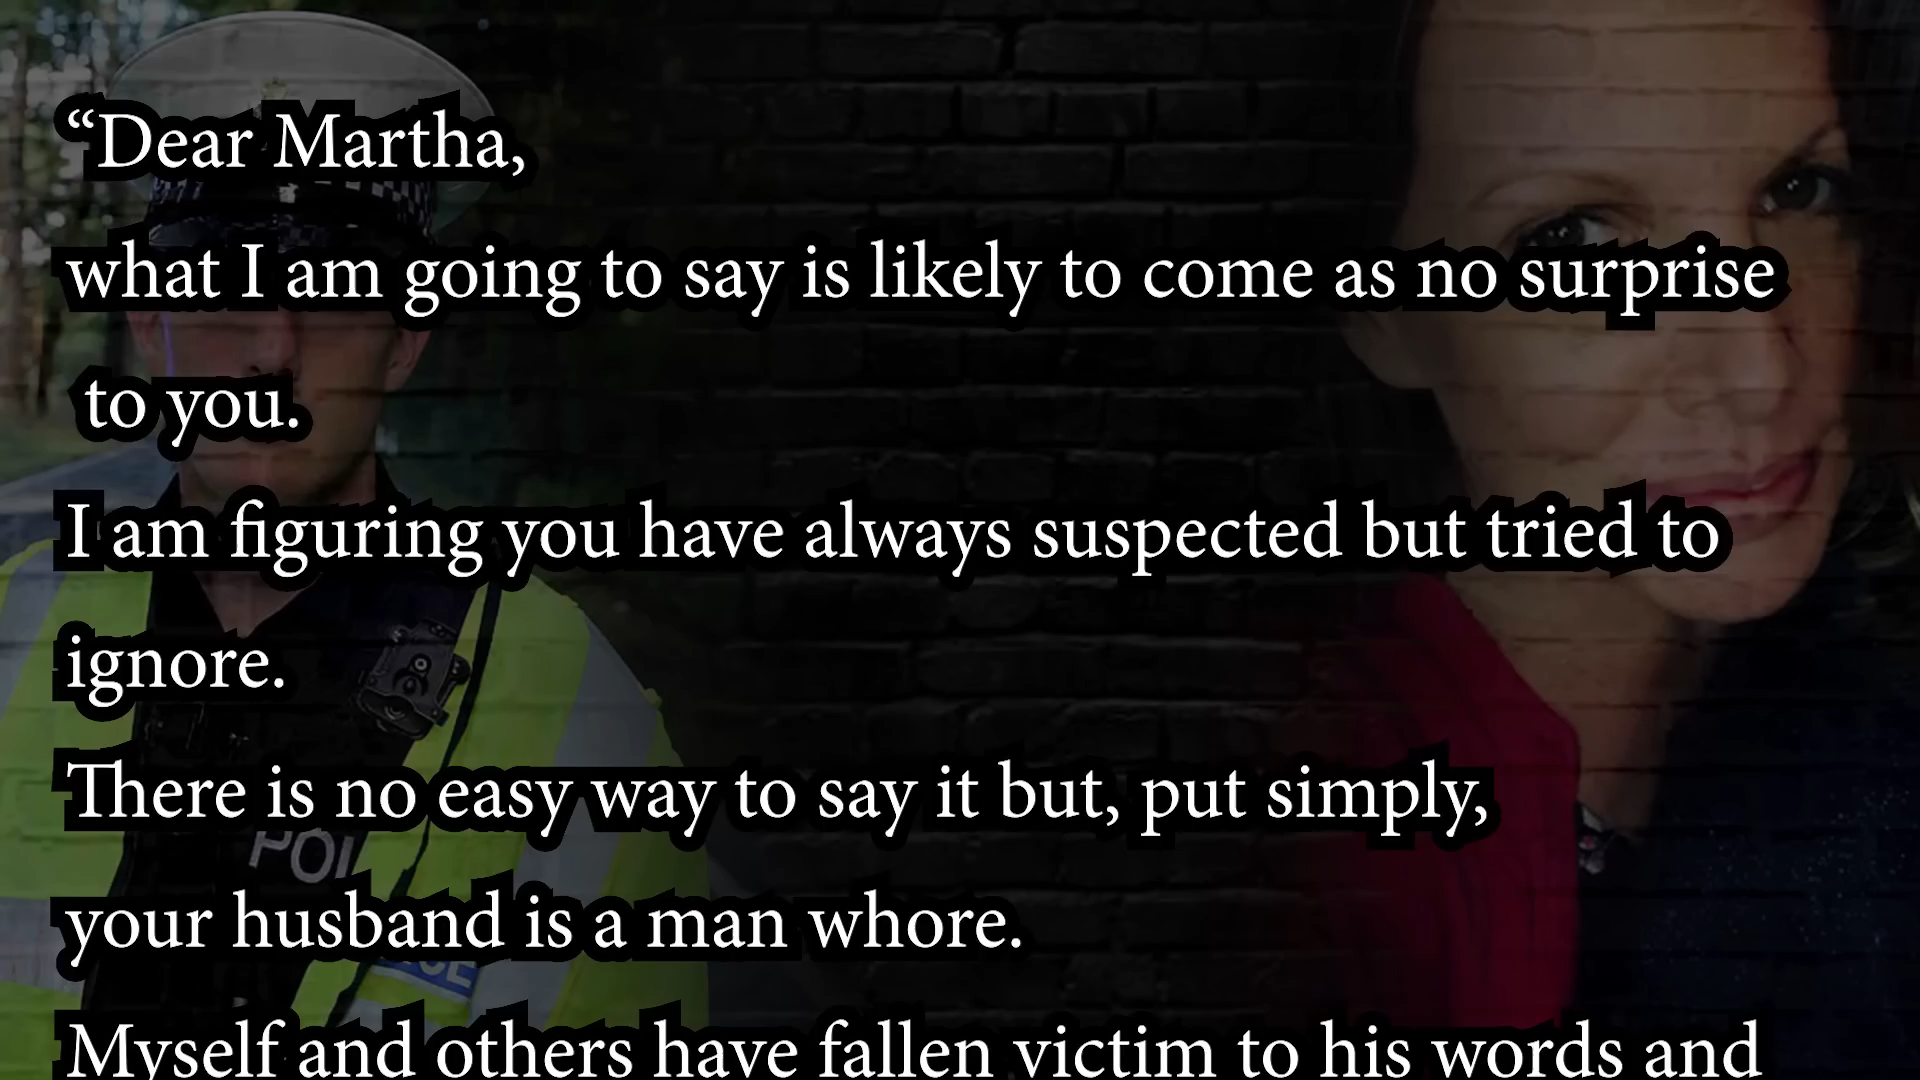 “Dear Martha,
what I am going to say is likely to come as no surprise
to you.
I am figuring you have always suspected but tried to
ignore.
There is no easy way to say it but, put simply,
your husband is a man whore.
Myself and others have fallen victim to his words and
POL